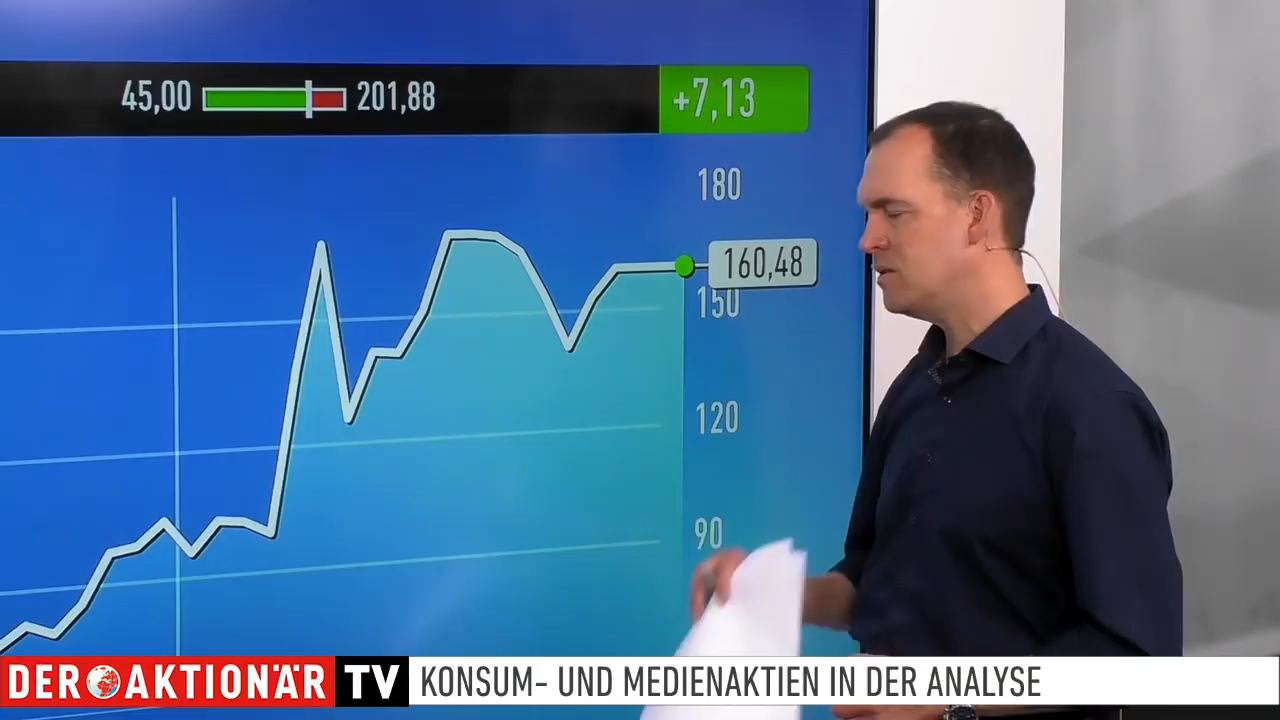 45,00 201,88 +7,13
180
160,48
150
120
90
DER AKTIONÄR TV KONSUM- UND MEDIENAKTIEN IN DER ANALYSE